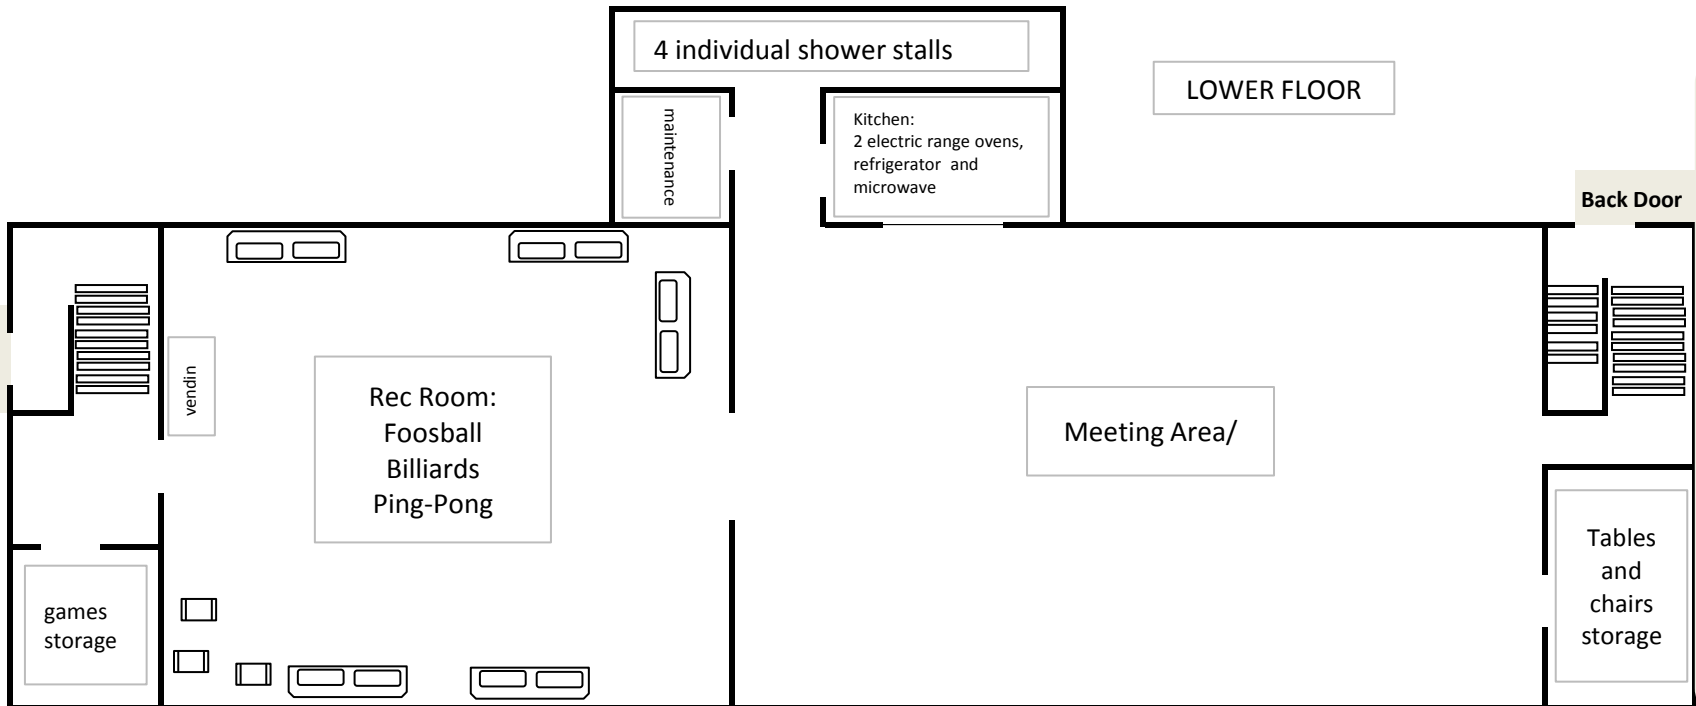 4 individual shower stalls
LOWER FLOOR
maintenance
Kitchen:
2 electric range ovens,
refrigerator and
microwave
Back Door
vendin
Rec Room:
Foosball
Billiards
Ping-Pong
Meeting Area/
games
storage
Tables
and
chairs
storage